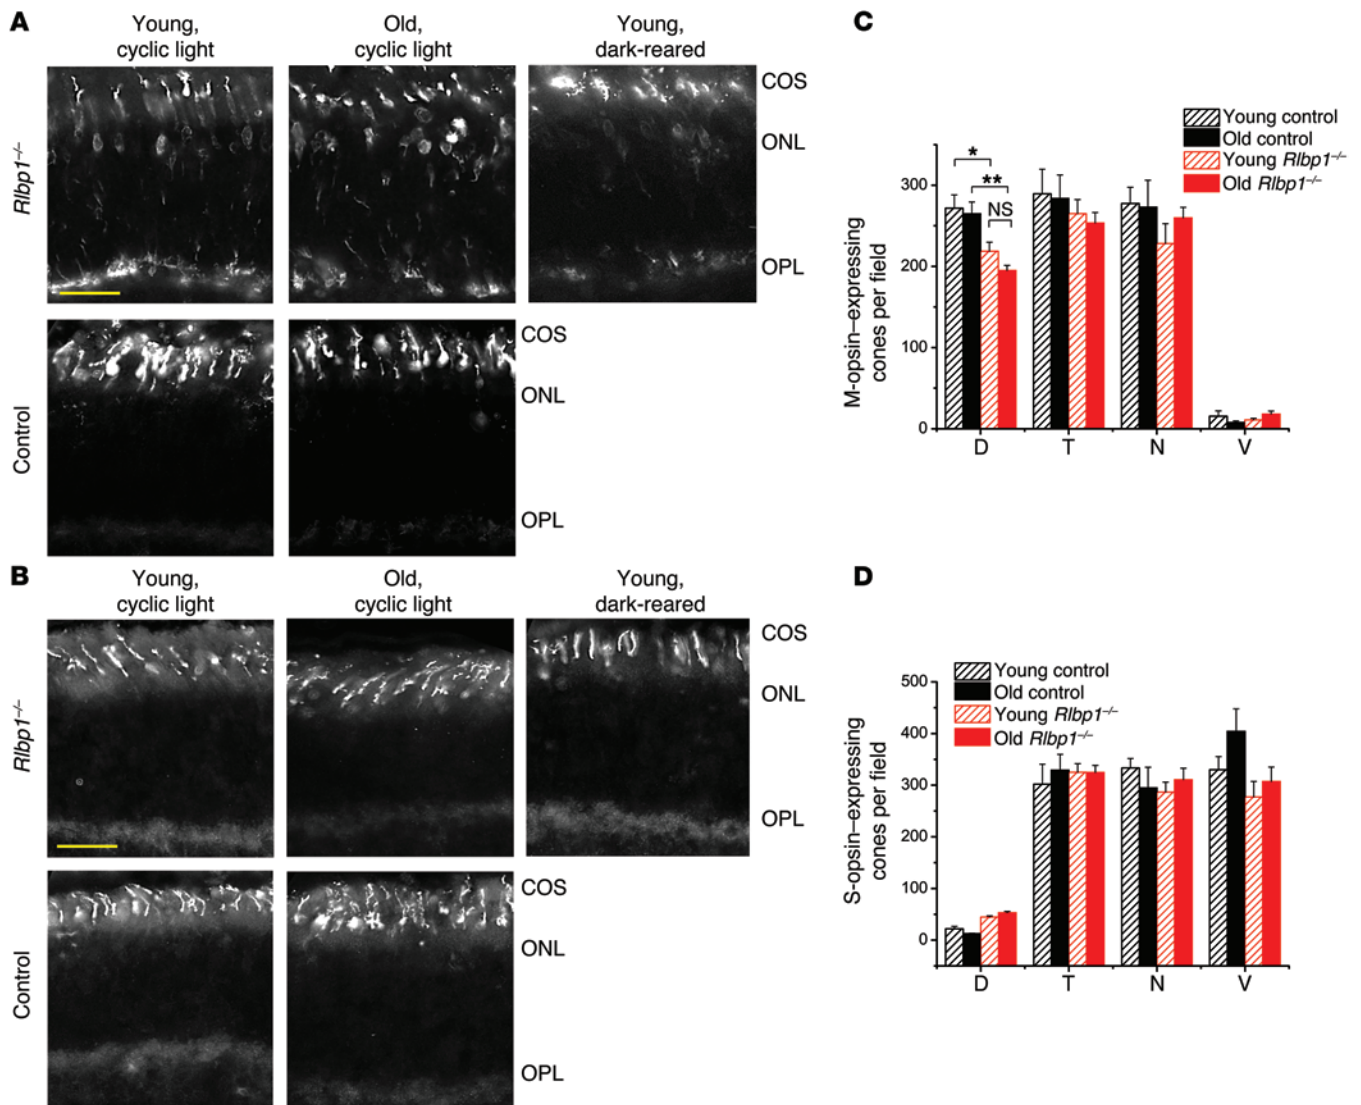 A
Young,
cyclic light
Old,
cyclic light
Young,
dark-reared
Rlbp1–/–
COS
ONL
OPL
Control
COS
ONL
OPL
B
Young,
cyclic light
Old,
cyclic light
Young,
dark-reared
Rlbp1–/–
COS
ONL
OPL
Control
COS
ONL
OPL
C
Young control
Old control
Young Rlbp1–/–
Old Rlbp1–/–
M-opsin–expressing
cones per field
300
200
100
0
*
**
NS
D T N V
D
Young control
Old control
Young Rlbp1–/–
Old Rlbp1–/–
S-opsin–expressing
cones per field
500
400
300
200
100
0
D T N V